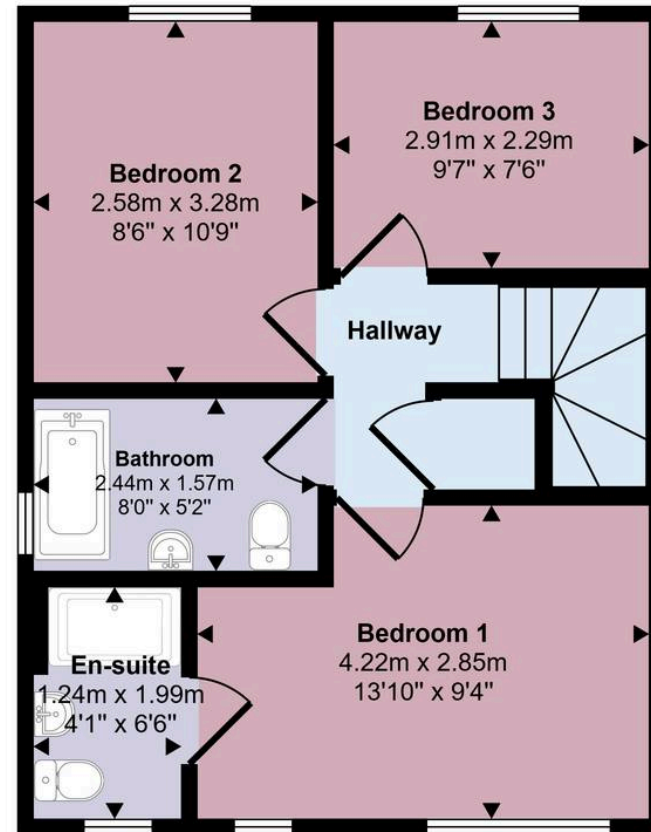 Bedroom 2
2.58m x 3.28m
8'6" x 10'9"
Bedroom 3
2.91m x 2.29m
9'7" x 7'6"
Hallway
Bathroom
2.44m x 1.57m
8'0" x 5'2"
En-suite
1.24m x 1.99m
4'1" x 6'6"
Bedroom 1
4.22m x 2.85m
13'10" x 9'4"